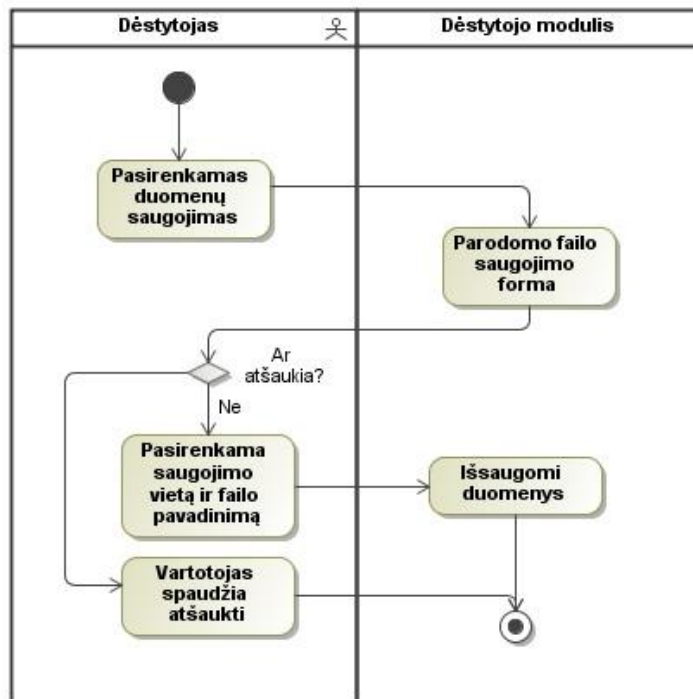 Dėstytojas
Dėstytojo modulis
Pasirenkamas
duomenų
saugojimas
Parodomo failo
saugojimo
forma
Ar
atšaukia?
Ne
Pasirenkama
saugojimo
vietą ir failo
pavadinimą
Išsaugomi
duomenys
Vartotojas
spaudžia
atšaukti